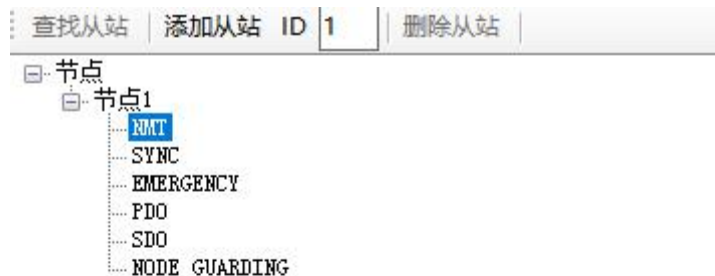 查找从站 添加从站 ID 1 删除从站
节点
节点1
NMT
SYNC
EMERGENCY
PDO
SDO
NODE GUARDING